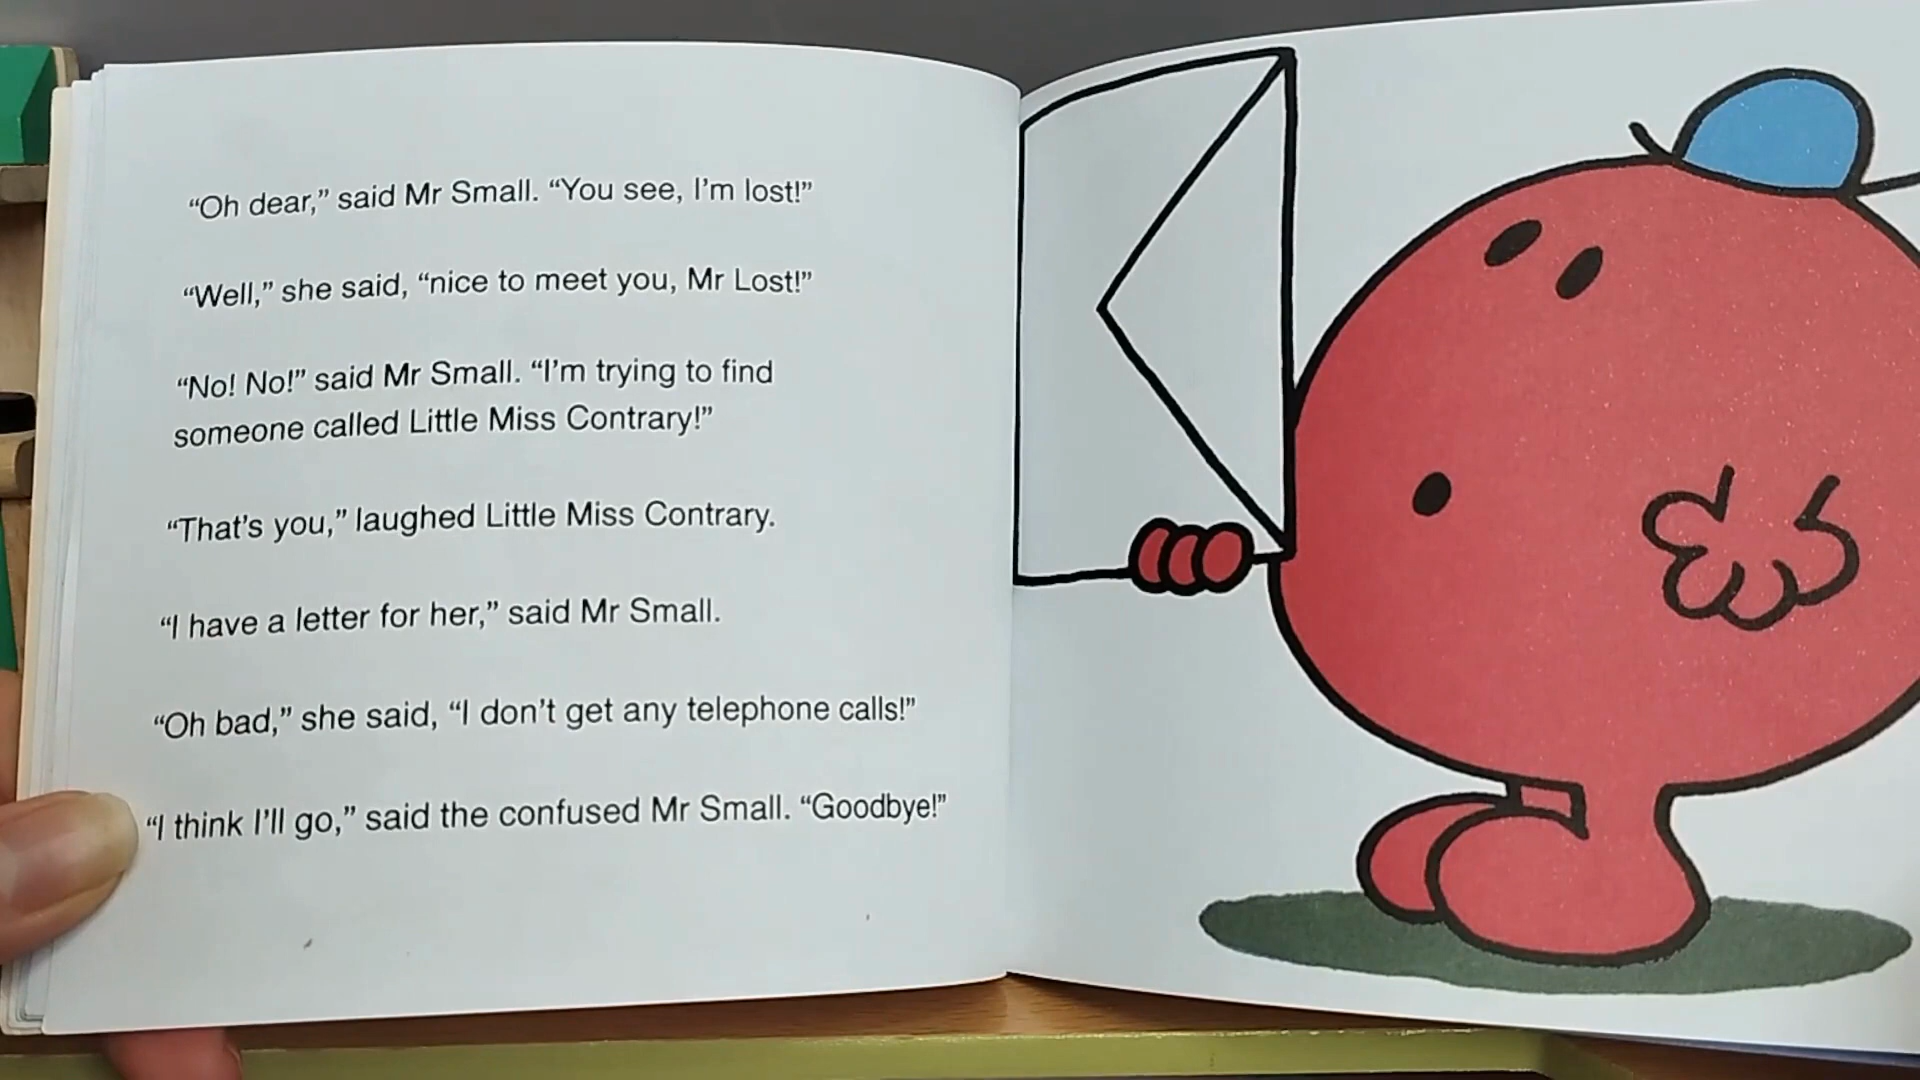 “Oh dear,” said Mr Small. “You see, I’m lost!”
“Well,” she said, “nice to meet you, Mr Lost!”
“No! No!” said Mr Small. “I’m trying to find
someone called Little Miss Contrary!”
“That’s you,” laughed Little Miss Contrary.
“I have a letter for her,” said Mr Small.
“Oh bad,” she said, “I don’t get any telephone calls!”
“I think I’ll go,” said the confused Mr Small. “Goodbye!”